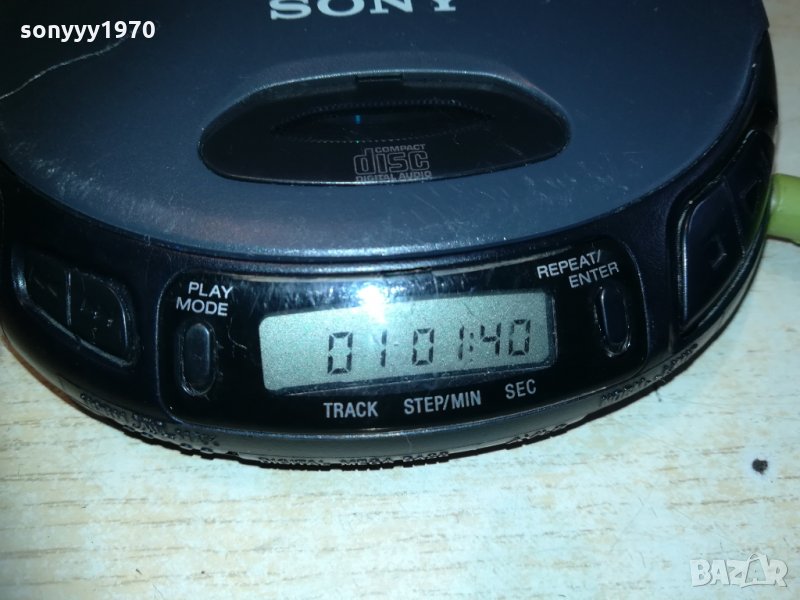 sonyyy1970
SONY
COMPACT
disc
DIGITAL AUDIO
PLAY
MODE
REPEAT/
ENTER
01 01:40
TRACK STEP/MIN SEC
BAZAR